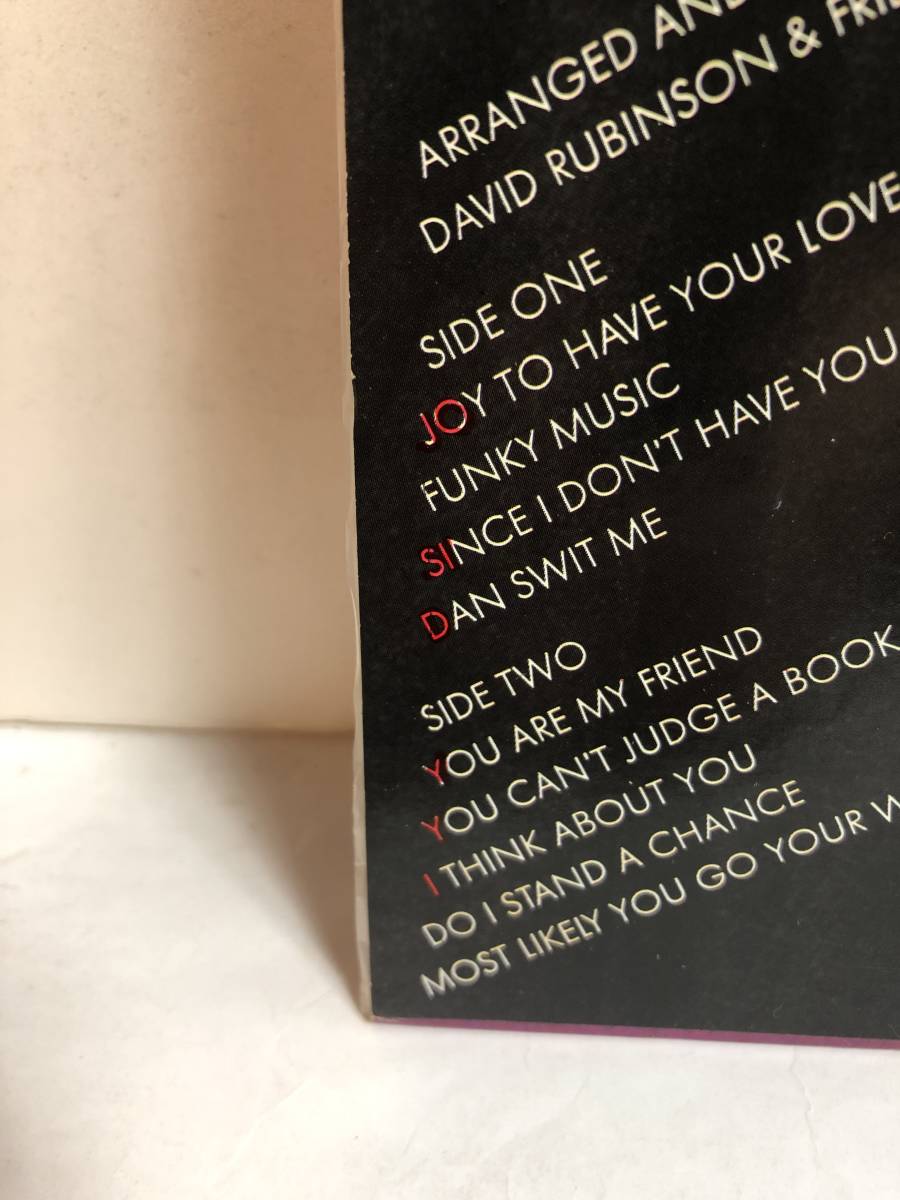 ARRANGED AND
DAVID RUBINSON & FRIE
SIDE ONE
JOY TO HAVE YOUR LOVE
FUNKY MUSIC
SINCE I DON'T HAVE YOU
DAN SWIT ME
SIDE TWO
YOU ARE MY FRIEND
YOU CAN'T JUDGE A BOOK
I THINK ABOUT YOU
DO I STAND A CHANCE
MOST LIKELY YOU GO YOUR W